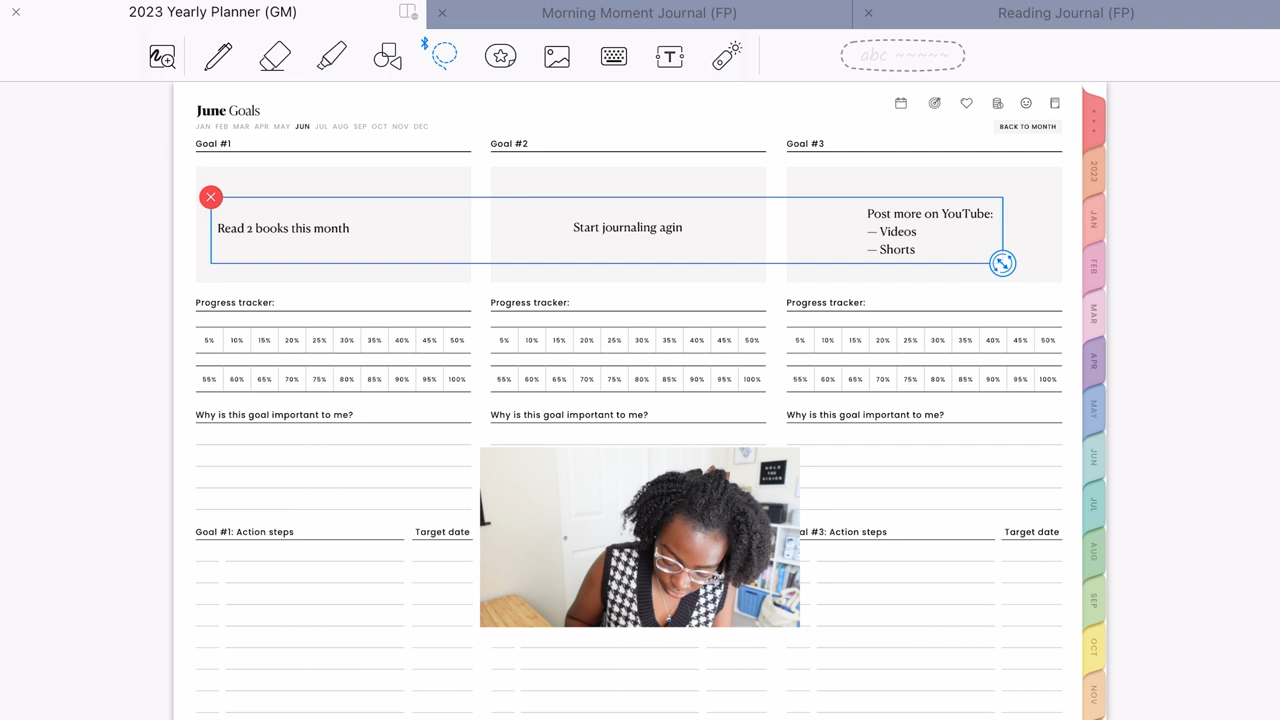 2023 Yearly Planner (GM)
Morning Moment Journal (FP)
Reading Journal (FP)
abc
June Goals
JAN FEB MAR APR MAY JUN JUL AUG SEP OCT NOV DEC
BACK TO MONTH
Goal #1
Goal #2
Goal #3
Read 2 books this month
Start journaling agin
Post more on YouTube:
— Videos
— Shorts
Progress tracker:
Progress tracker:
Progress tracker:
5% 10% 15% 20% 25% 30% 35% 40% 45% 50%
5% 10% 15% 20% 25% 30% 35% 40% 45% 50%
5% 10% 15% 20% 25% 30% 35% 40% 45% 50%
55% 60% 65% 70% 75% 80% 85% 90% 95% 100%
55% 60% 65% 70% 75% 80% 85% 90% 95% 100%
55% 60% 65% 70% 75% 80% 85% 90% 95% 100%
Why is this goal important to me?
Why is this goal important to me?
Why is this goal important to me?
HOLD
THE
VISION
Goal #1: Action steps
Target date
al #3: Action steps
Target date
2023
JAN
FEB
MAR
APR
MAY
JUN
JUL
AUG
SEP
OCT
NOV